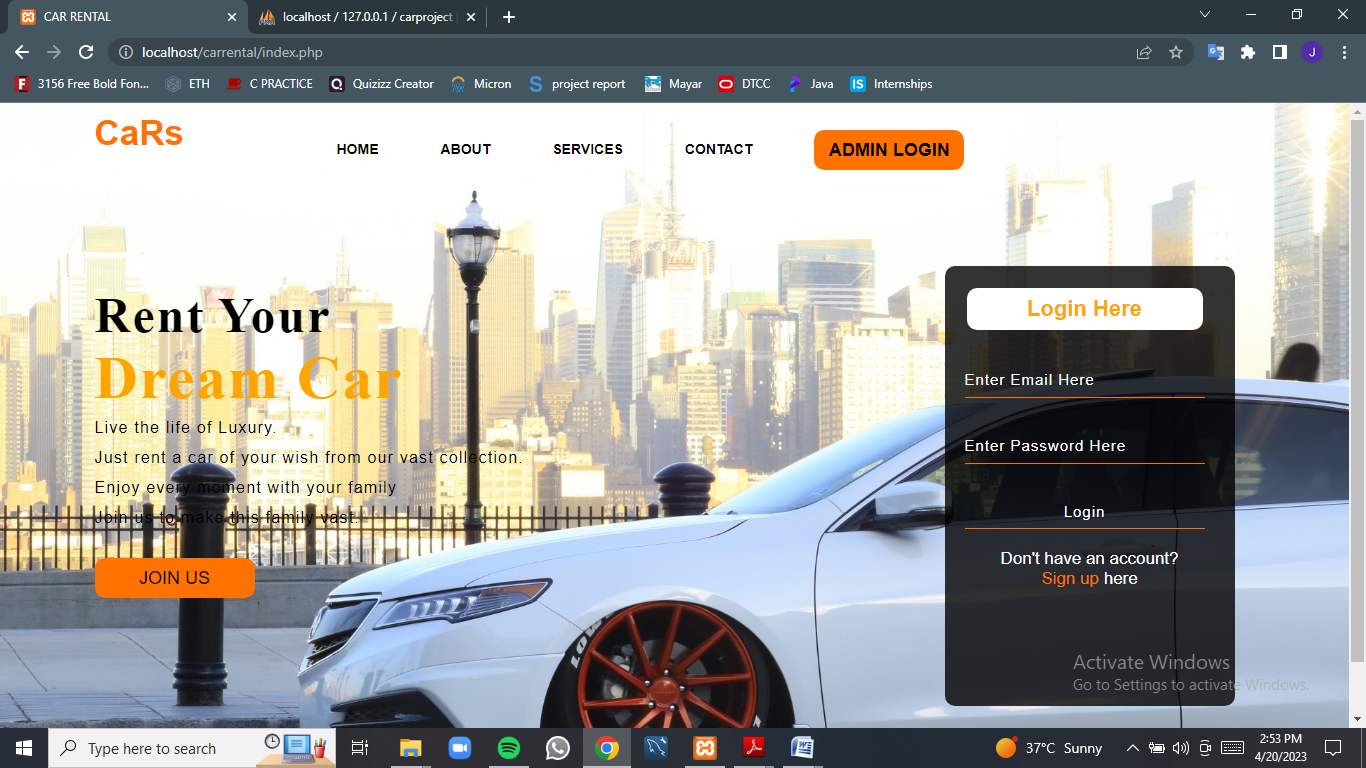 CAR RENTAL
localhost / 127.0.0.1 / carproject
localhost/carrental/index.php
J
F 3156 Free Bold Fon... ETH C PRACTICE Q Quizizz Creator Micron S project report Mayar DTCC Java IS Internships
CaRs
HOME ABOUT SERVICES CONTACT ADMIN LOGIN
Rent Your
Dream Car
Live the life of Luxury.
Just rent a car of your wish from our vast collection.
Enjoy every moment with your family
Join us to make this family vast.
JOIN US
Login Here
Enter Email Here
Enter Password Here
Login
Don't have an account?
Sign up here
LOW
Activate Windows
Go to Settings to activate Windows.
Type here to search
37°C Sunny
2:53 PM
4/20/2023